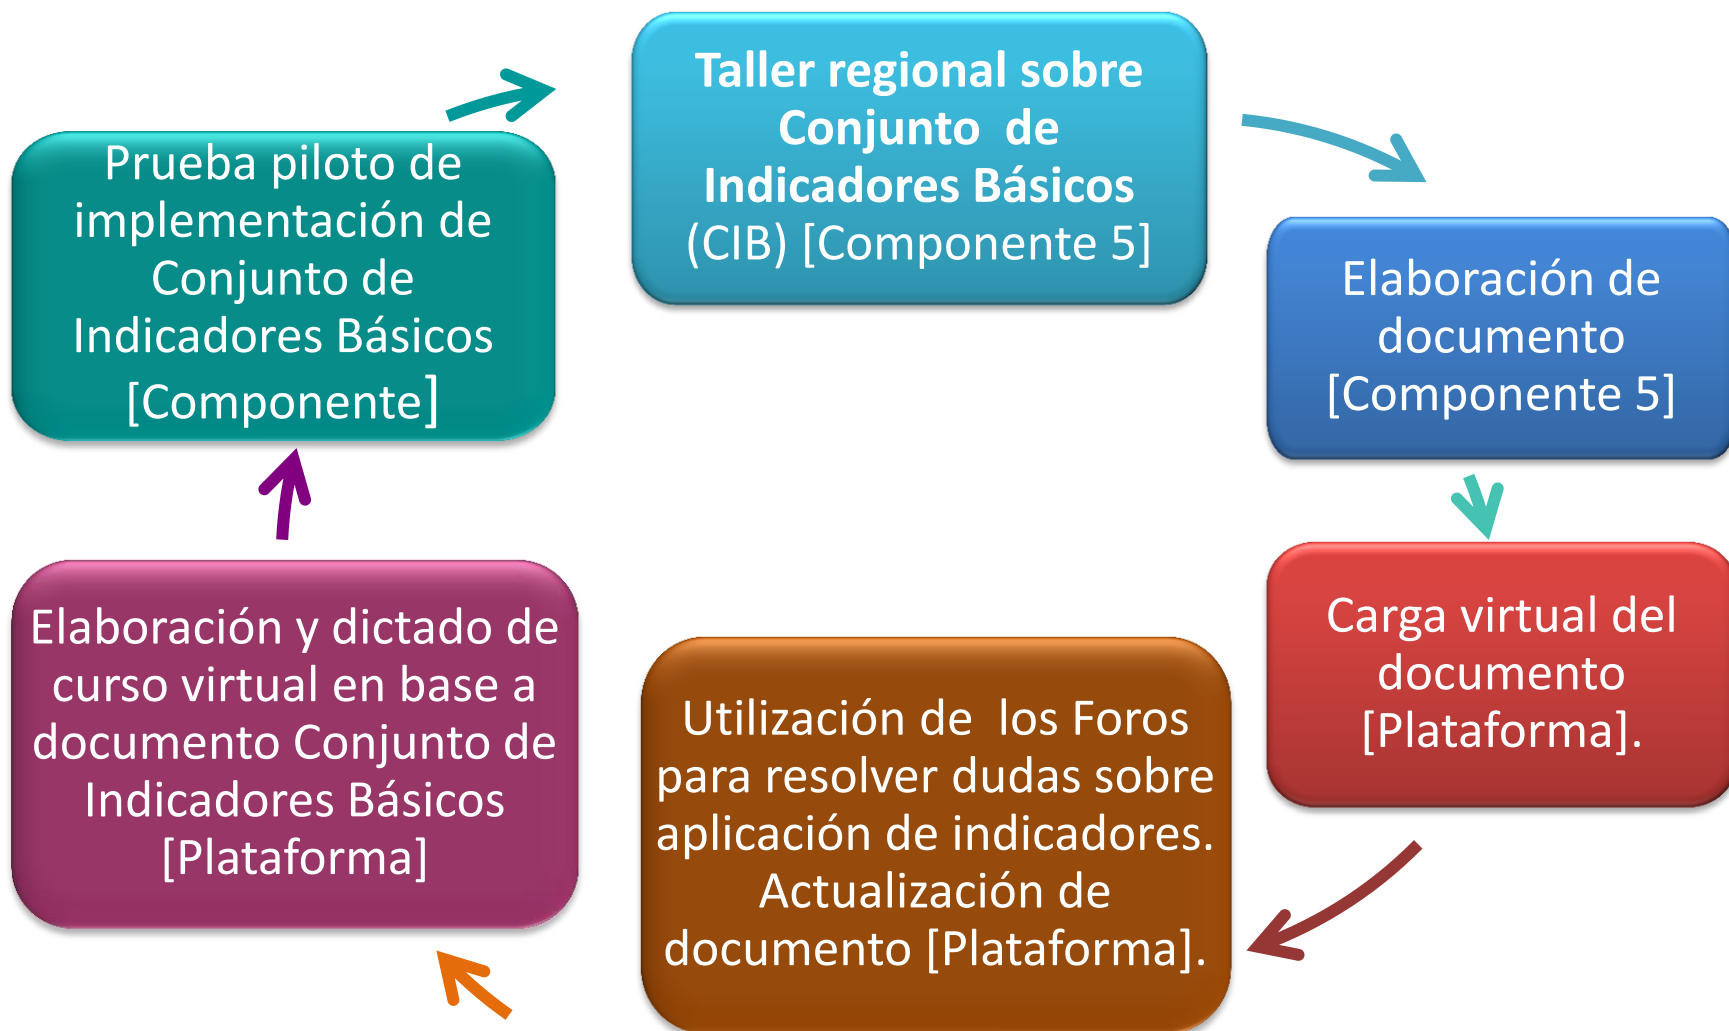 Taller regional sobre
Conjunto de
Indicadores Básicos
(CIB) [Componente 5]
Elaboración de
documento
[Componente 5]
Carga virtual del
documento
[Plataforma].
Utilización de los Foros
para resolver dudas sobre
aplicación de indicadores.
Actualización de
documento [Plataforma].
Elaboración y dictado de
curso virtual en base a
documento Conjunto de
Indicadores Básicos
[Plataforma]
Prueba piloto de
implementación de
Conjunto de
Indicadores Básicos
[Componente]